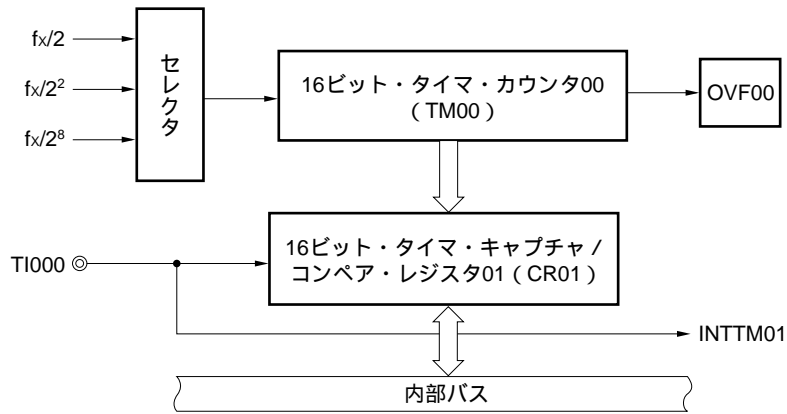 fX/2
fX/2²
fX/2⁸
セレクタ
16ビット・タイマ・カウンタ00
（TM00）
OVF00
TI000
16ビット・タイマ・キャプチャ／
コンペア・レジスタ01（CR01）
INTTM01
内部バス